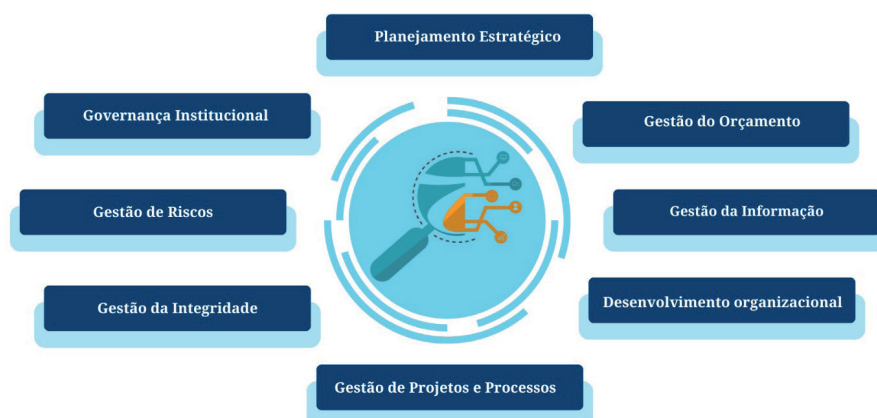 Planejamento Estratégico
Governança Institucional
Gestão do Orçamento
Gestão de Riscos
Gestão da Informação
Gestão da Integridade
Desenvolvimento organizacional
Gestão de Projetos e Processos